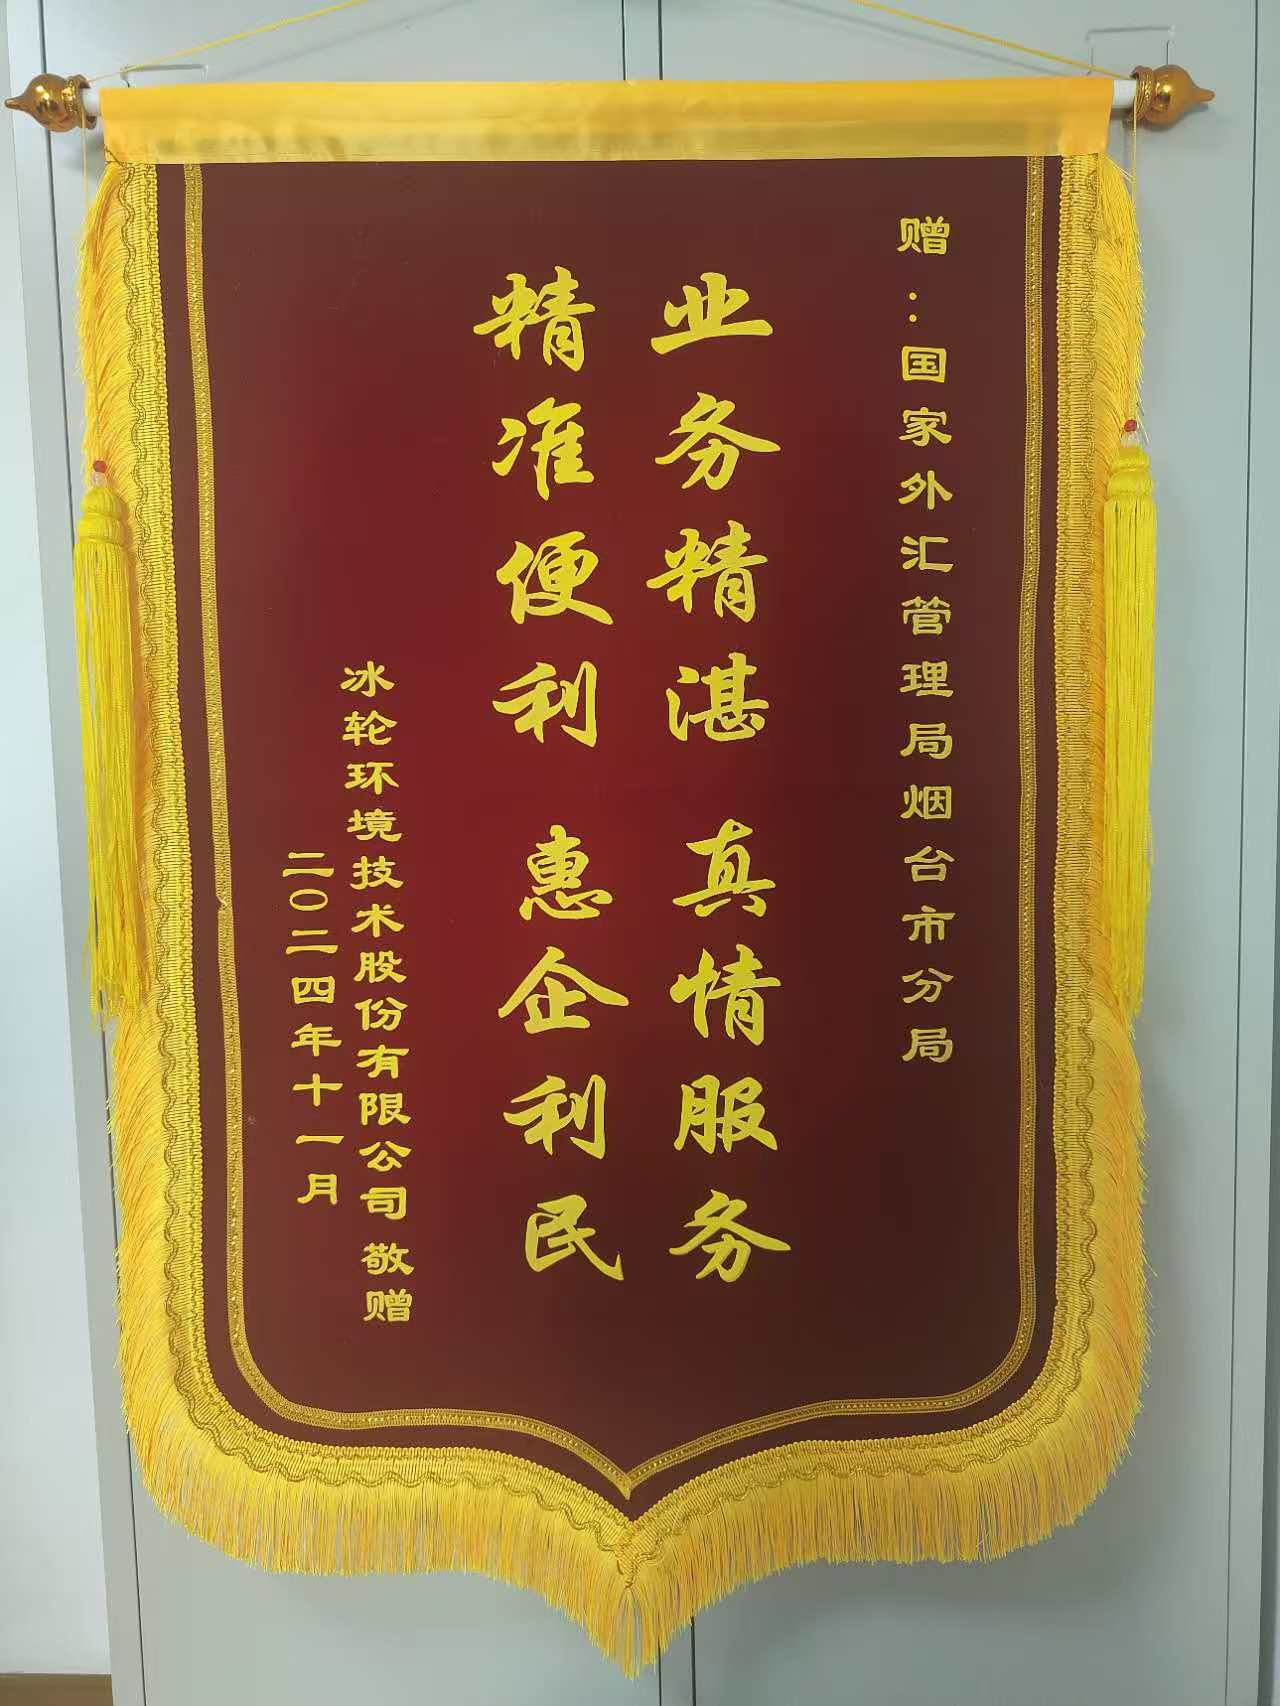 赠：国家外汇管理局烟台市分局
业务精湛 真情服务
精准便利 惠企利民
冰轮环境技术股份有限公司 敬赠
二〇二四年十一月